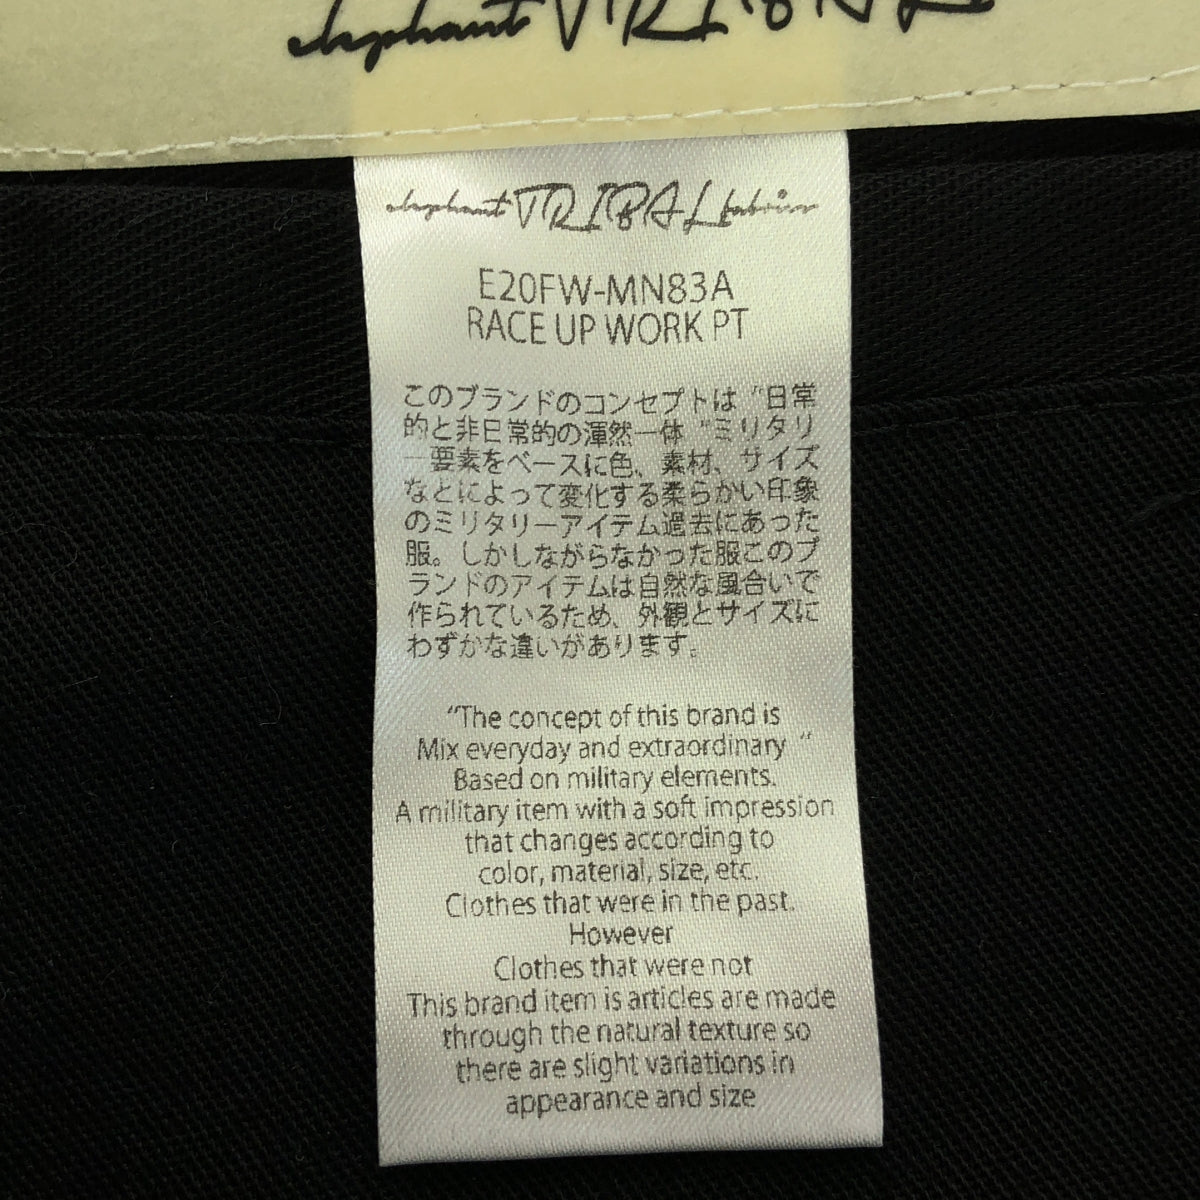 elephant TRIBAL
elephant TRIBAL fabrics
E20FW-MN83A
RACE UP WORK PT
このブランドのコンセプトは "日常
的と非日常的の渾然一体 "ミリタリ
ー要素をベースに色、素材、サイズ
などによって変化する柔らかい印象
のミリタリーアイテム過去にあった
服。しかしながらなかった服このブ
ランドのアイテムは自然な風合いで
作られているため、外観とサイズに
わずかな違いがあります。
"The concept of this brand is
Mix everyday and extraordinary "
Based on military elements.
A military item with a soft impression
that changes according to
color, material, size, etc.
Clothes that were in the past.
However
Clothes that were not
This brand item is articles are made
through the natural texture so
there are slight variations in
appearance and size